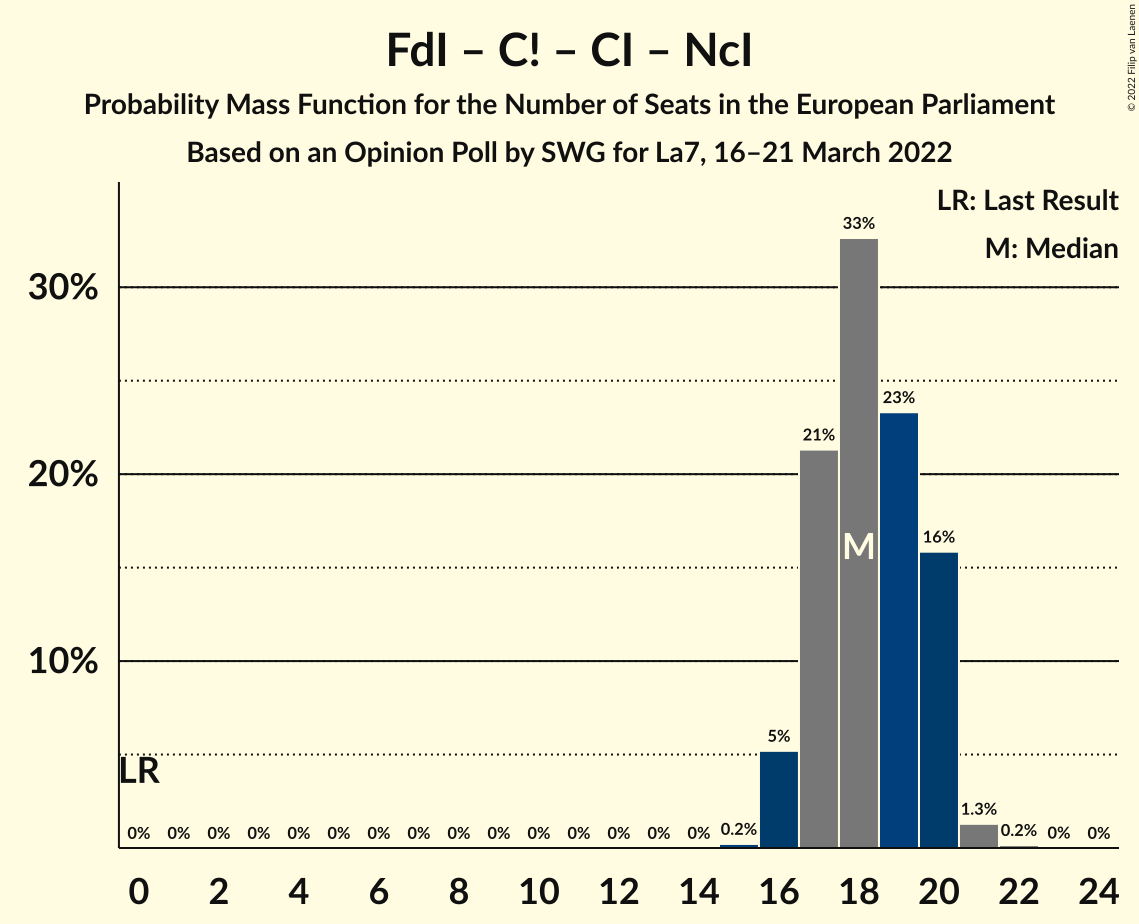 FdI – C! – CI – NcI
Probability Mass Function for the Number of Seats in the European Parliament
Based on an Opinion Poll by SWG for La7, 16–21 March 2022
© 2022 Filip van Laenen
LR: Last Result
M: Median
30%
20%
10%
33%
23%
21%
M
16%
5%
LR
0% 0% 0% 0% 0% 0% 0% 0% 0% 0% 0% 0% 0% 0% 0% 0.2% 1.3% 0.2% 0% 0%
0 2 4 6 8 10 12 14 16 18 20 22 24